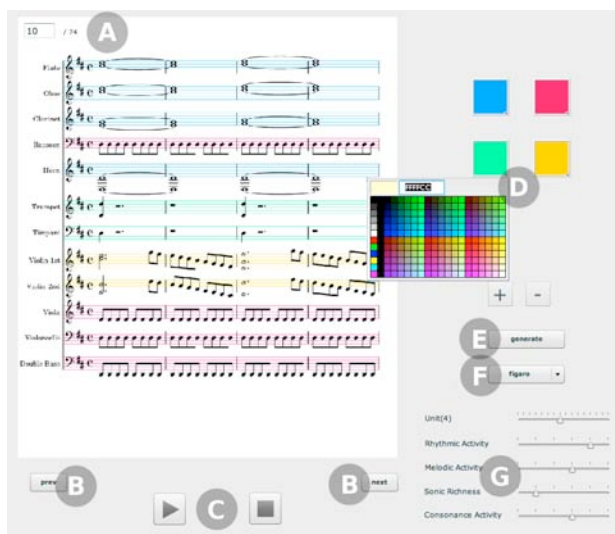 10 / 74
A
Flute
Oboe
Clarinet
Bassoon
Horn
Trumpet
Timpani
Violin 1st
Violin 2nd
Viola
Violoncello
Double Bass
FFFFCC
D
+ -
E generate
F figaro
Unit(4)
Rhythmic Activity
Melodic Activity
G
Sonic Richness
Consonance Activity
prev B
B next
C